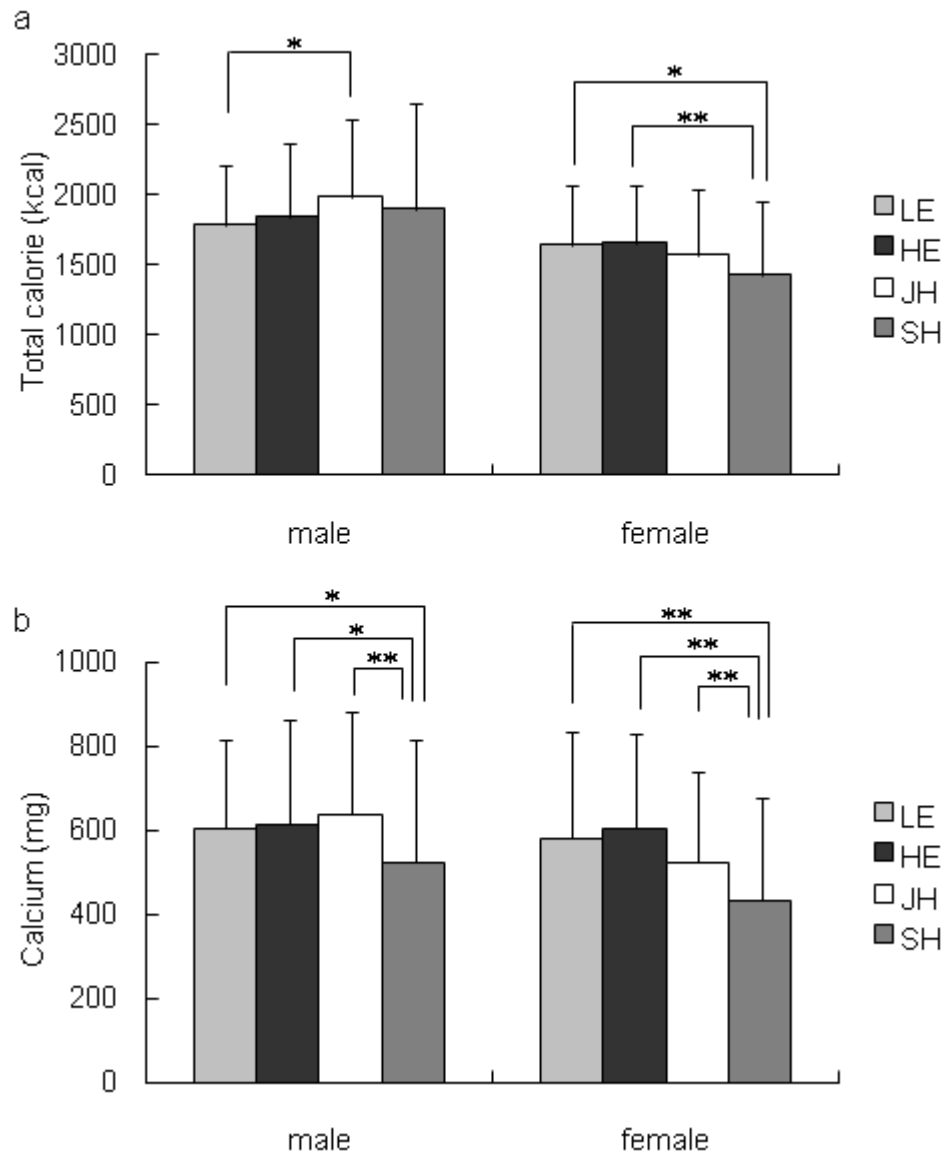 a
Total calorie (kcal)
3000
2500
2000
1500
1000
500
0
*
*
**
male
female
LE
HE
JH
SH
b
Calcium (mg)
1000
800
600
400
200
0
*
*
**
**
**
**
male
female
LE
HE
JH
SH